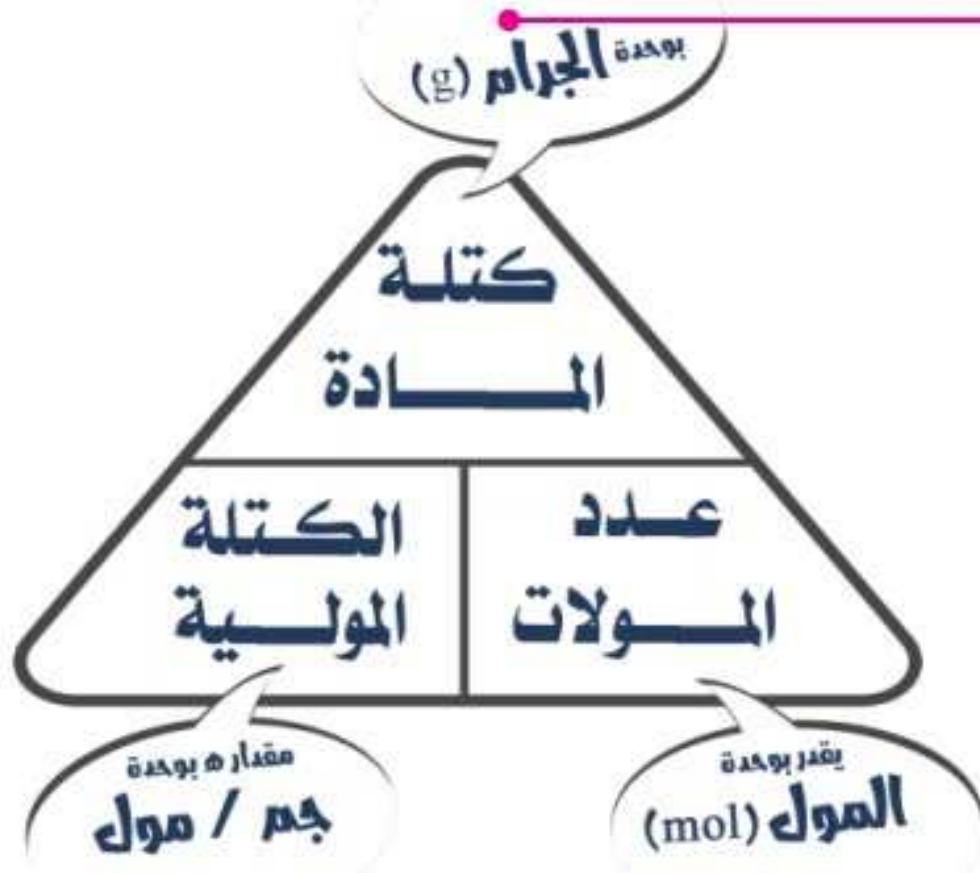 بوحدة الجرام (g)
كتلة
المادة
عدد
المولات
الكتلة
المولية
يقدر بوحدة
المول (mol)
مقداره بوحدة
جم / مول